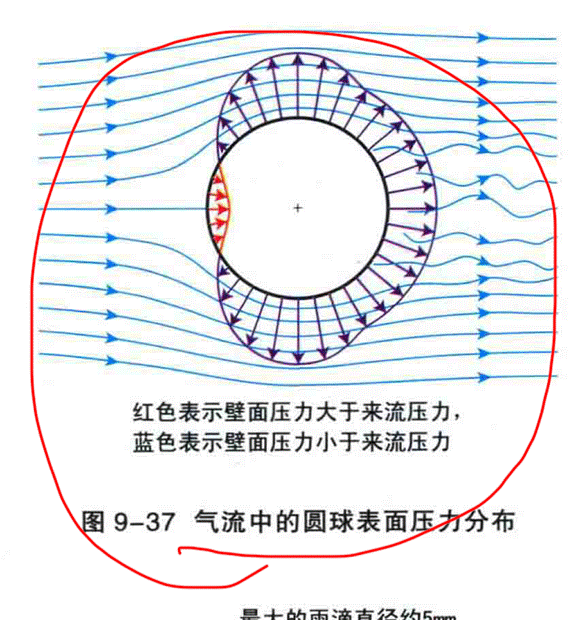 红色表示壁面压力大于来流压力，
蓝色表示壁面压力小于来流压力
图 9-37 气流中的圆球表面压力分布
最大的雨滴直径约5mm